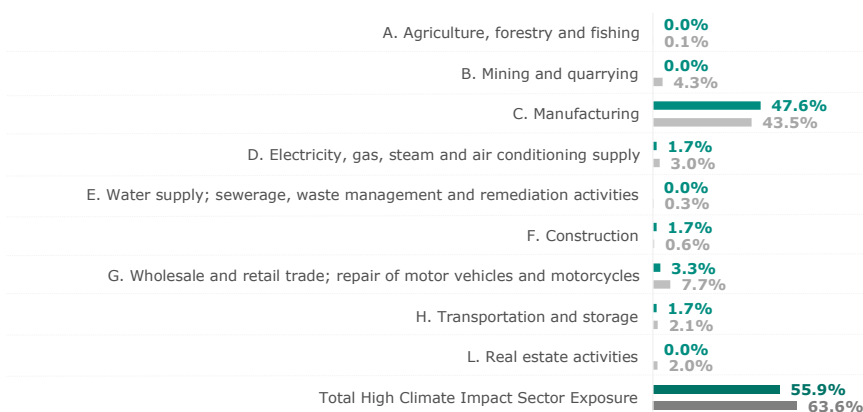 A. Agriculture, forestry and fishing
0.0%
0.1%
B. Mining and quarrying
0.0%
4.3%
C. Manufacturing
47.6%
43.5%
D. Electricity, gas, steam and air conditioning supply
1.7%
3.0%
E. Water supply; sewerage, waste management and remediation activities
0.0%
0.3%
F. Construction
1.7%
0.6%
G. Wholesale and retail trade; repair of motor vehicles and motorcycles
3.3%
7.7%
H. Transportation and storage
1.7%
2.1%
L. Real estate activities
0.0%
2.0%
Total High Climate Impact Sector Exposure
55.9%
63.6%